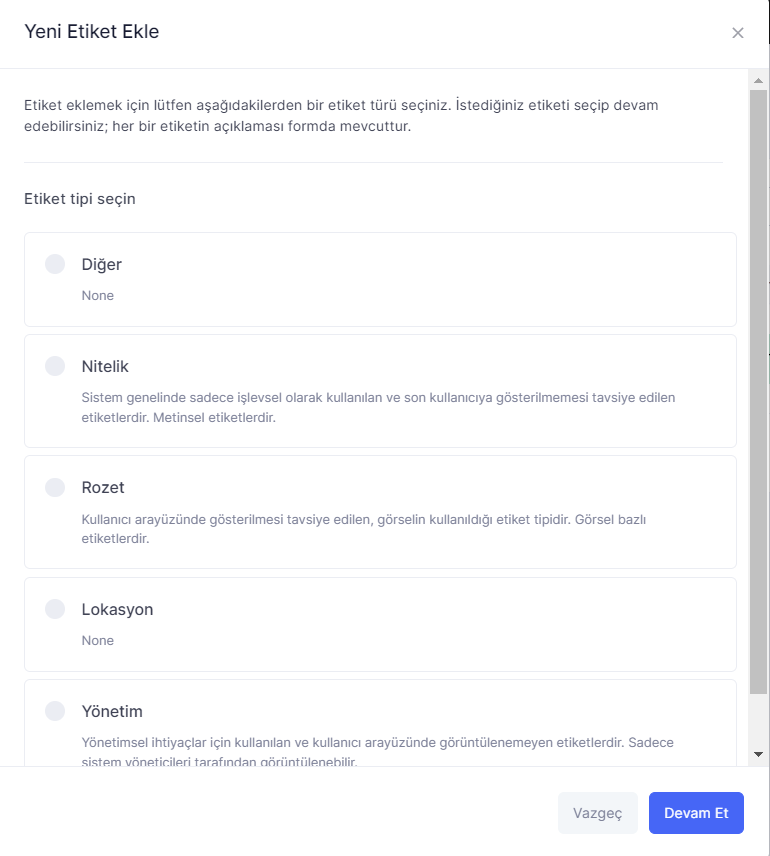 Yeni Etiket Ekle
Etiket eklemek için lütfen aşağıdakilerden bir etiket türü seçiniz. İstediğiniz etiketi seçip devam
edebilirsiniz; her bir etiketin açıklaması formda mevcuttur.
Etiket tipi seçin
Diğer
None
Nitelik
Sistem genelinde sadece işlevsel olarak kullanılan ve son kullanıcıya gösterilmemesi tavsiye edilen
etiketlerdir. Metinsel etiketlerdir.
Rozet
Kullanıcı arayüzünde gösterilmesi tavsiye edilen, görselin kullanıldığı etiket tipidir. Görsel bazlı
etiketlerdir.
Lokasyon
None
Yönetim
Yönetimsel ihtiyaçlar için kullanılan ve kullanıcı arayüzünde görüntülenemeyen etiketlerdir. Sadece
sistem yöneticileri tarafından görüntülenebilir.
Vazgeç
Devam Et